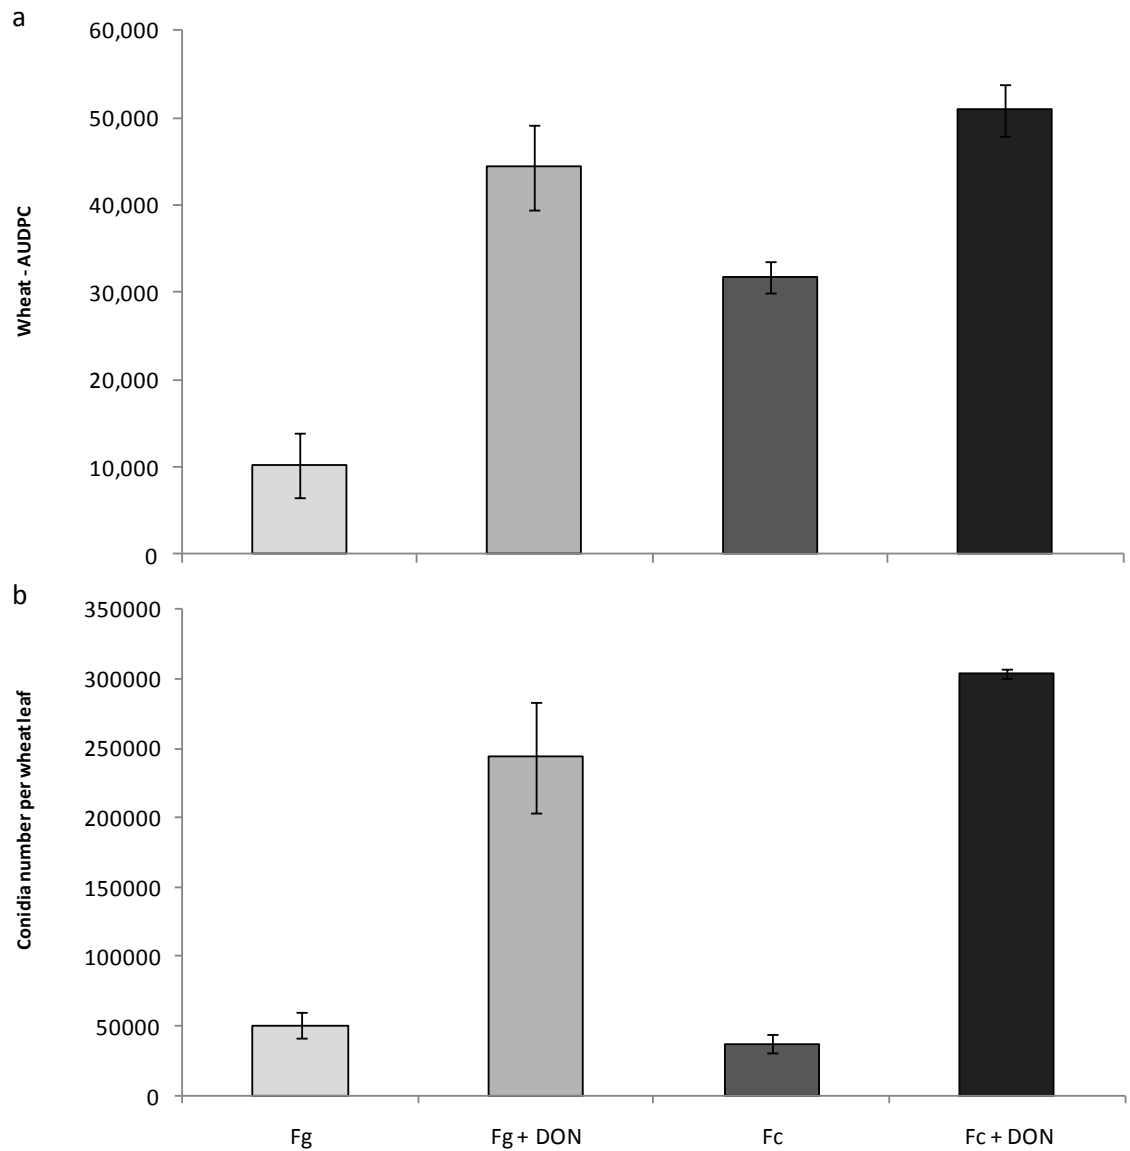 a
60,000
50,000
40,000
30,000
20,000
10,000
0
Wheat - AUDPC
b
350000
300000
250000
200000
150000
100000
50000
0
Conidia number per wheat leaf
Fg
Fg + DON
Fc
Fc + DON